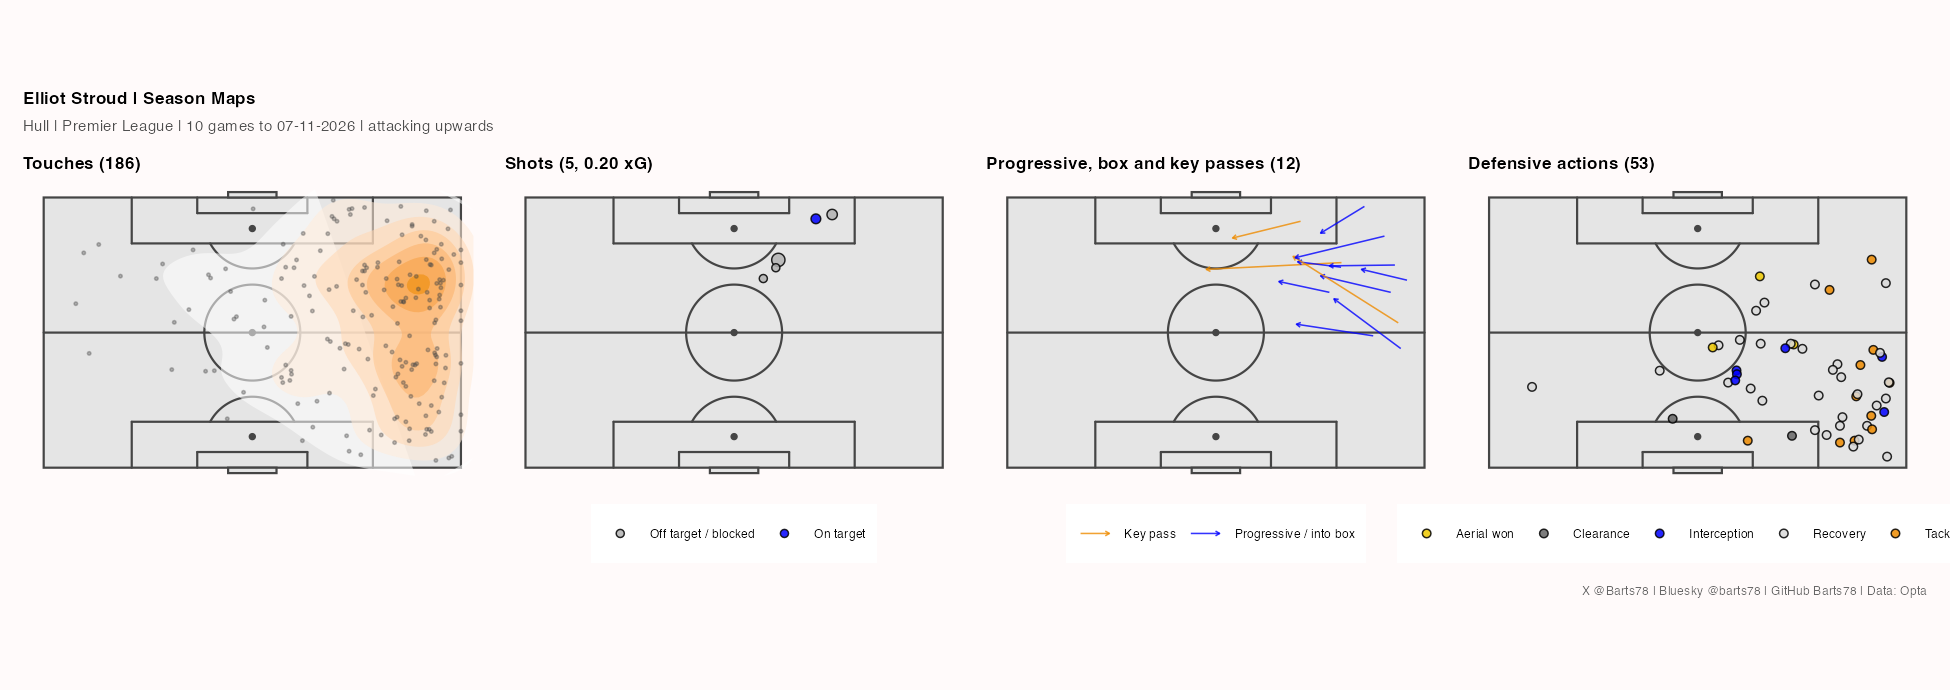 Elliot Stroud | Season Maps
Hull | Premier League | 10 games to 07-11-2026 | attacking upwards
Touches (186)
Shots (5, 0.20 xG)
Progressive, box and key passes (12)
Defensive actions (53)
Off target / blocked
On target
Key pass
Progressive / into box
Aerial won
Clearance
Interception
Recovery
Tack
X @Barts78 | Bluesky @barts78 | GitHub Barts78 | Data: Opta